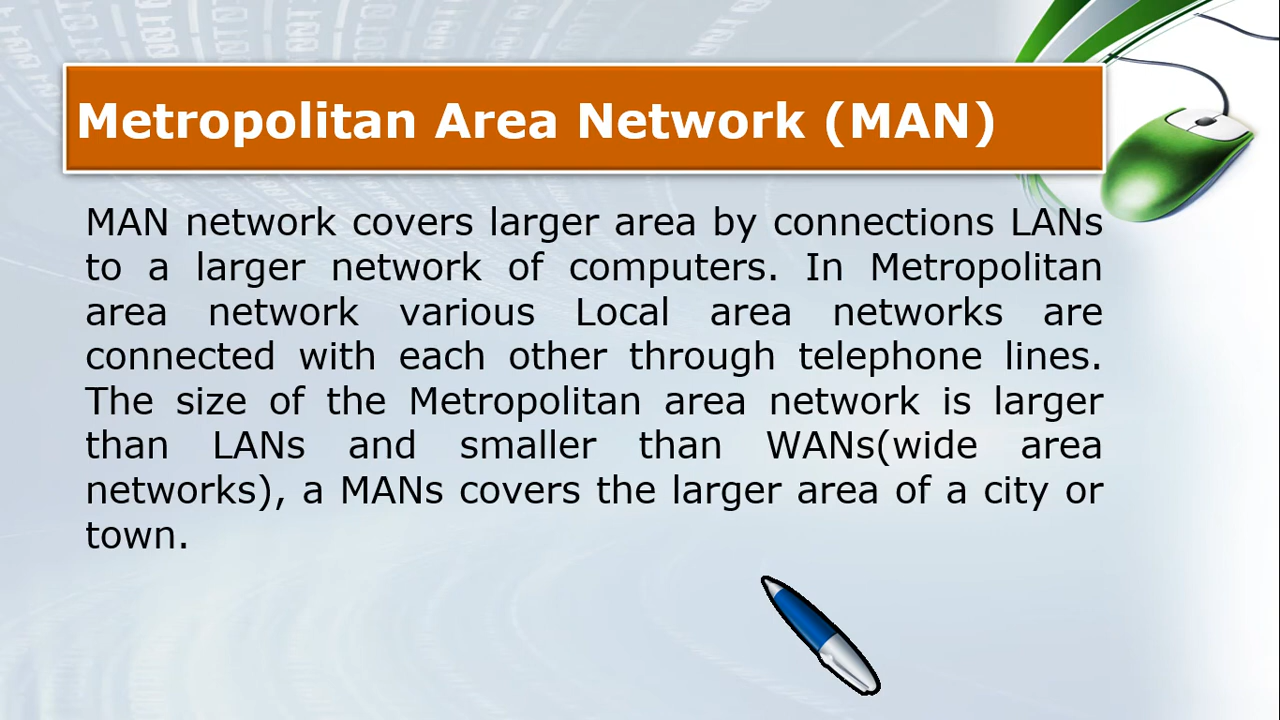 Metropolitan Area Network (MAN)
MAN network covers larger area by connections LANs
to a larger network of computers. In Metropolitan
area network various Local area networks are
connected with each other through telephone lines.
The size of the Metropolitan area network is larger
than LANs and smaller than WANs(wide area
networks), a MANs covers the larger area of a city or
town.